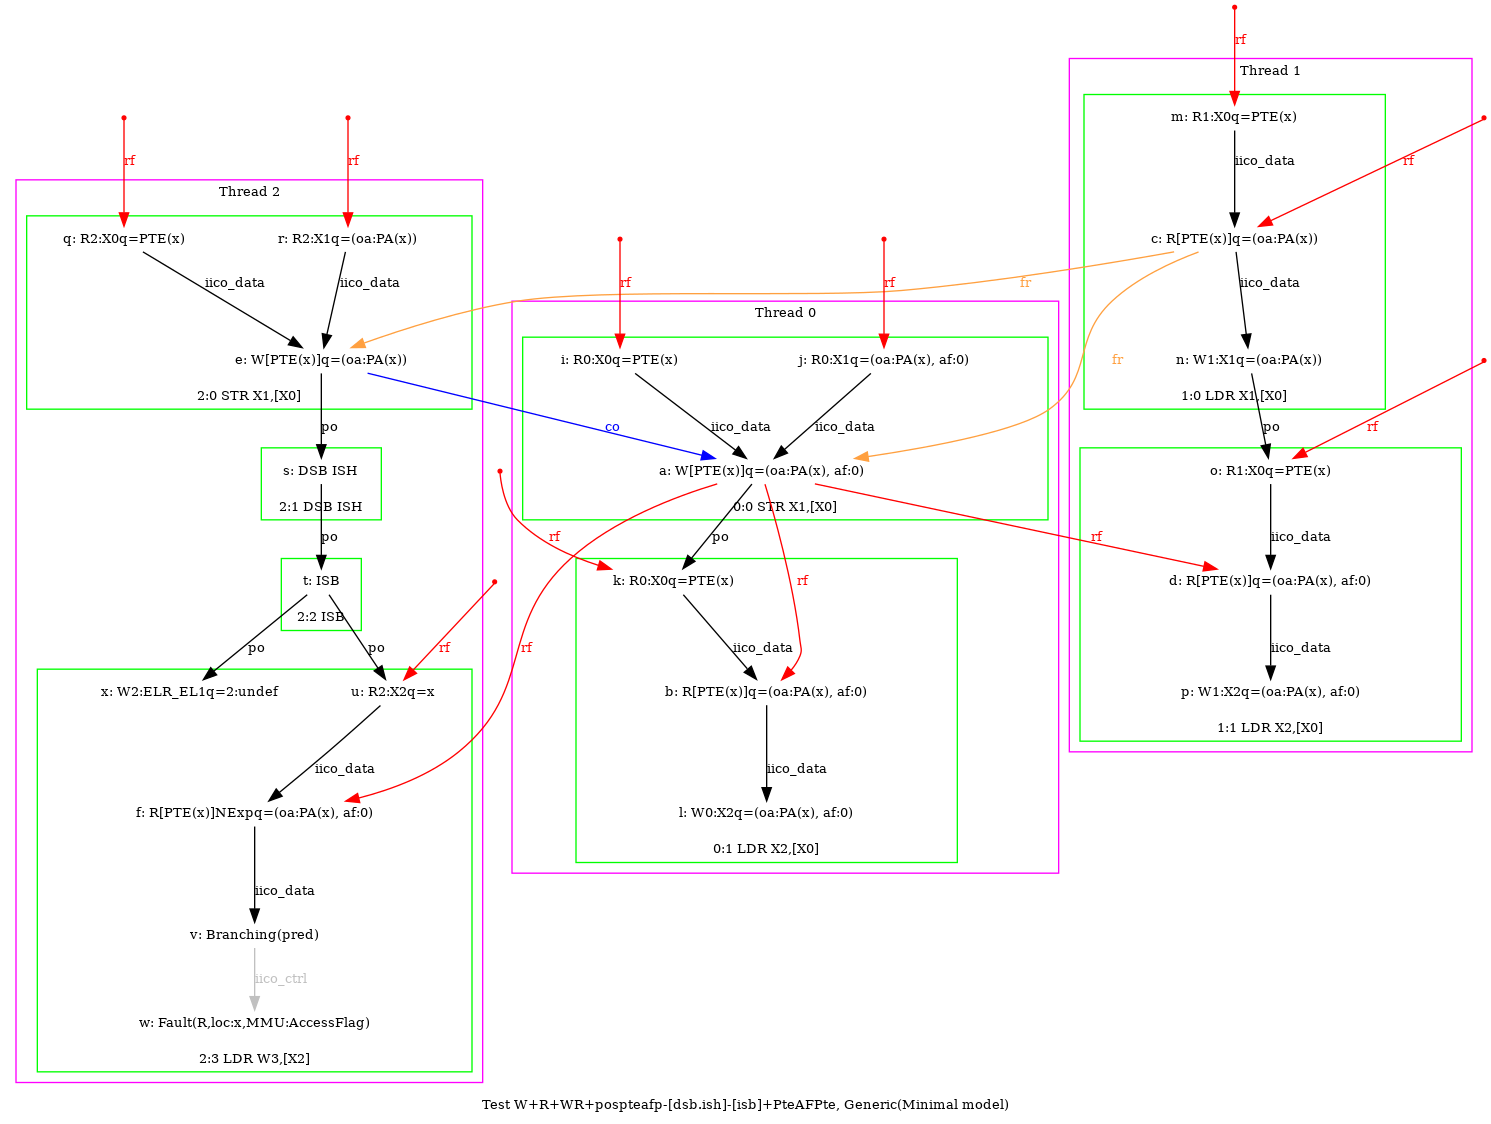 rf
Thread 1
m: R1:X0q=PTE(x)
iico_data
rf
c: R[PTE(x)]q=(oa:PA(x))
iico_data
n: W1:X1q=(oa:PA(x))
1:0 LDR X1,[X0]
po
rf
o: R1:X0q=PTE(x)
iico_data
d: R[PTE(x)]q=(oa:PA(x), af:0)
iico_data
p: W1:X2q=(oa:PA(x), af:0)
1:1 LDR X2,[X0]
rf
rf
Thread 2
q: R2:X0q=PTE(x)
r: R2:X1q=(oa:PA(x))
iico_data
iico_data
e: W[PTE(x)]q=(oa:PA(x))
2:0 STR X1,[X0]
po
s: DSB ISH
2:1 DSB ISH
po
t: ISB
2:2 ISB
po
po
rf
x: W2:ELR_EL1q=2:undef
u: R2:X2q=x
iico_data
f: R[PTE(x)]NExpq=(oa:PA(x), af:0)
iico_data
v: Branching(pred)
iico_ctrl
w: Fault(R,loc:x,MMU:AccessFlag)
2:3 LDR W3,[X2]
fr
fr
co
rf
rf
Thread 0
i: R0:X0q=PTE(x)
j: R0:X1q=(oa:PA(x), af:0)
iico_data
iico_data
a: W[PTE(x)]q=(oa:PA(x), af:0)
0:0 STR X1,[X0]
rf
po
rf
rf
rf
k: R0:X0q=PTE(x)
iico_data
b: R[PTE(x)]q=(oa:PA(x), af:0)
iico_data
l: W0:X2q=(oa:PA(x), af:0)
0:1 LDR X2,[X0]
Test W+R+WR+pospteafp-[dsb.ish]-[isb]+PteAFPte, Generic(Minimal model)